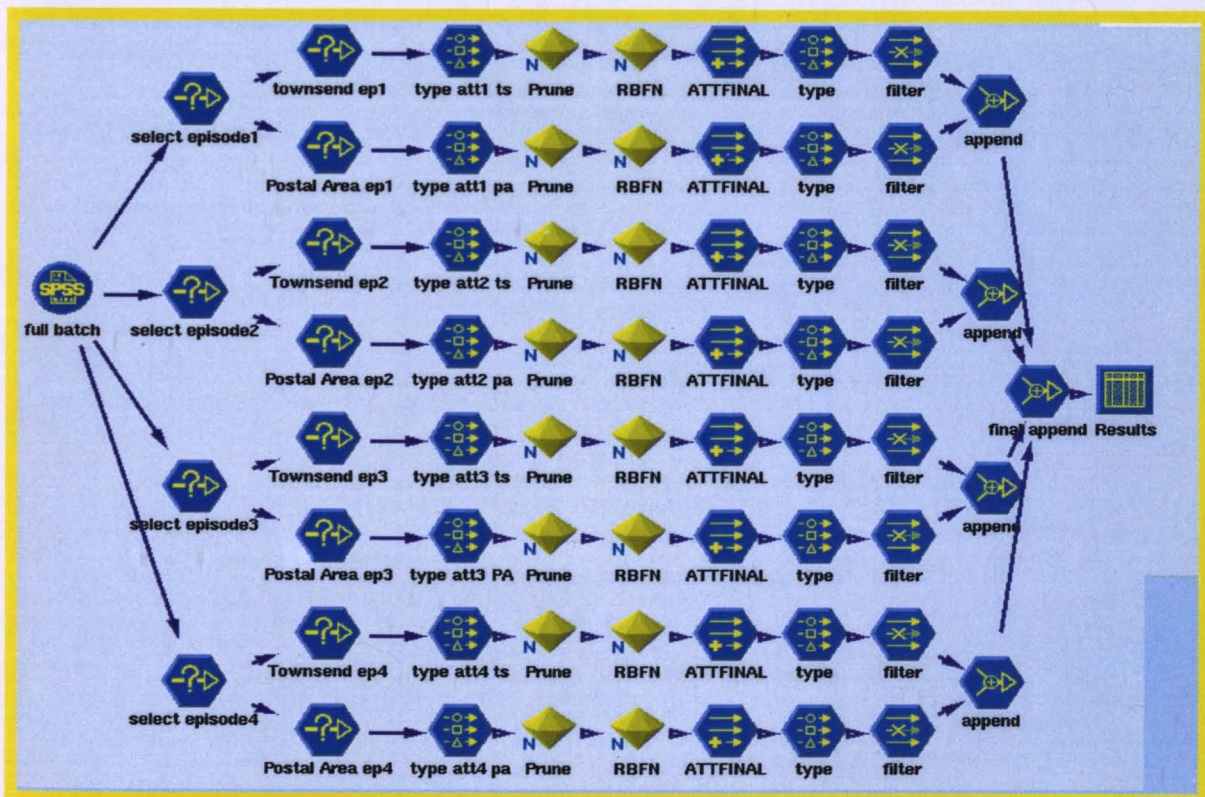 townsend ep1 type att1 ts Prune RBFN ATTFINAL type filter
select episode1 append
Postal Area ep1 type att1 pa Prune RBFN ATTFINAL type filter
Townsend ep2 type att2 ts Prune RBFN ATTFINAL type filter
SPSS
full batch select episode2 append
Postal Area ep2 type att2 pa Prune RBFN ATTFINAL type filter
final append Results
Townsend ep3 type att3 ts Prune RBFN ATTFINAL type filter
select episode3 append
Postal Area ep3 type att3 PA Prune RBFN ATTFINAL type filter
Townsend ep4 type att4 ts Prune RBFN ATTFINAL type filter
select episode4 append
Postal Area ep4 type att4 pa Prune RBFN ATTFINAL type filter
N N
N N
N N
N N
N N
N N
N N
N N